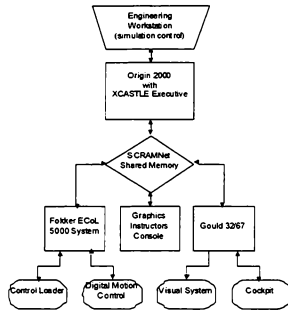 Engineering
Workstation
(simulation control)
Origin 2000
with
XCASTLE Executive
SCRAMNet
Shared Memory
Fokker ECoL
5000 System
Graphics
Instructors
Console
Gould 32/67
Control Loader
Digital Motion
Control
Visual System
Cockpit